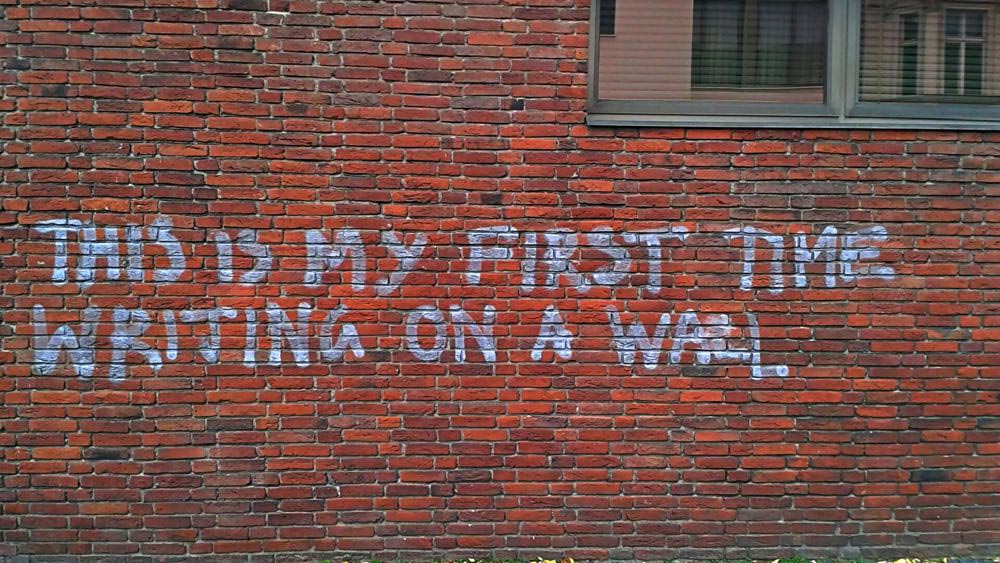 THIS IS MY FIRST TIME
WRITING ON A WALL